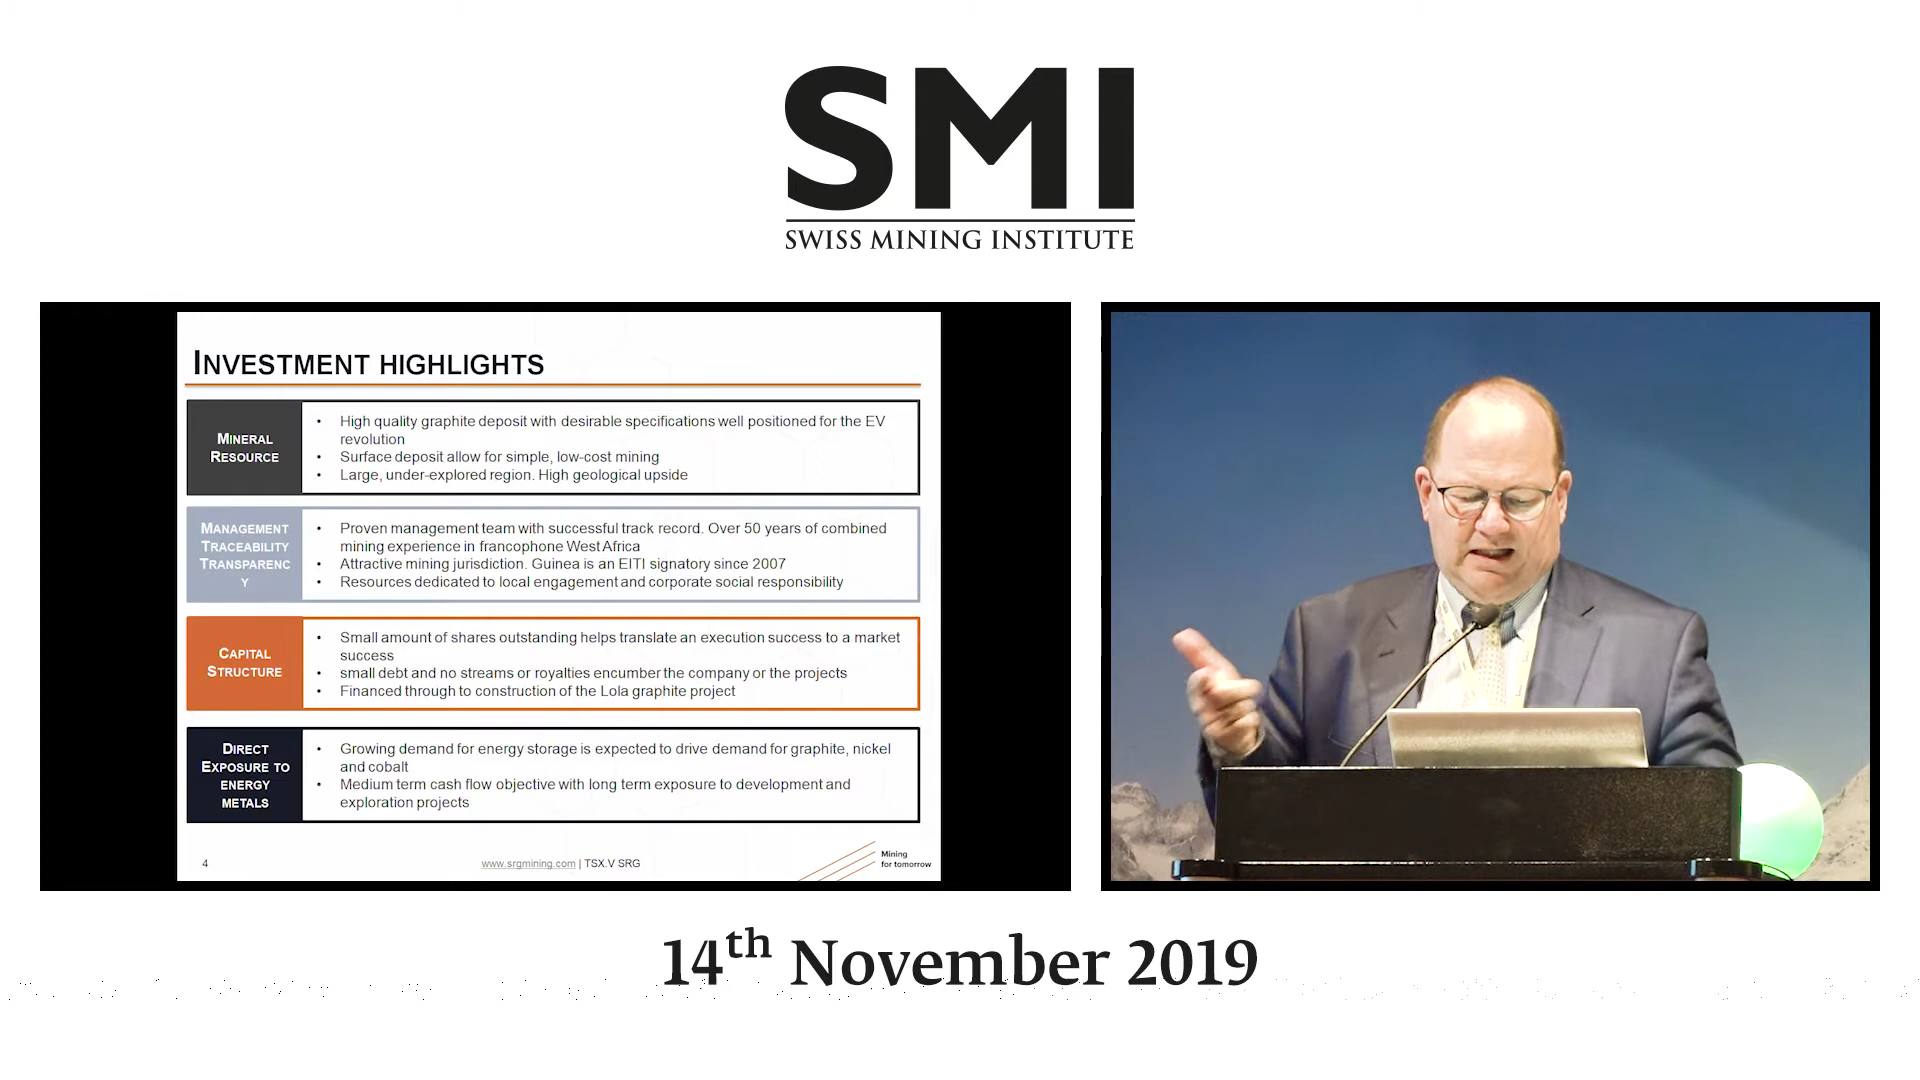 SMI
SWISS MINING INSTITUTE
INVESTMENT HIGHLIGHTS
MINERAL
RESOURCE
• High quality graphite deposit with desirable specifications well positioned for the EV
revolution
• Surface deposit allow for simple, low-cost mining
• Large, under-explored region. High geological upside
MANAGEMENT
TRACEABILITY
TRANSPARENC
Y
• Proven management team with successful track record. Over 50 years of combined
mining experience in francophone West Africa
• Attractive mining jurisdiction. Guinea is an EITI signatory since 2007
• Resources dedicated to local engagement and corporate social responsibility
CAPITAL
STRUCTURE
• Small amount of shares outstanding helps translate an execution success to a market
success
• small debt and no streams or royalties encumber the company or the projects
• Financed through to construction of the Lola graphite project
DIRECT
EXPOSURE TO
ENERGY
METALS
• Growing demand for energy storage is expected to drive demand for graphite, nickel
and cobalt
• Medium term cash flow objective with long term exposure to development and
exploration projects
4
www.srgmining.com | TSX.V SRG
Mining
for tomorrow
14th November 2019